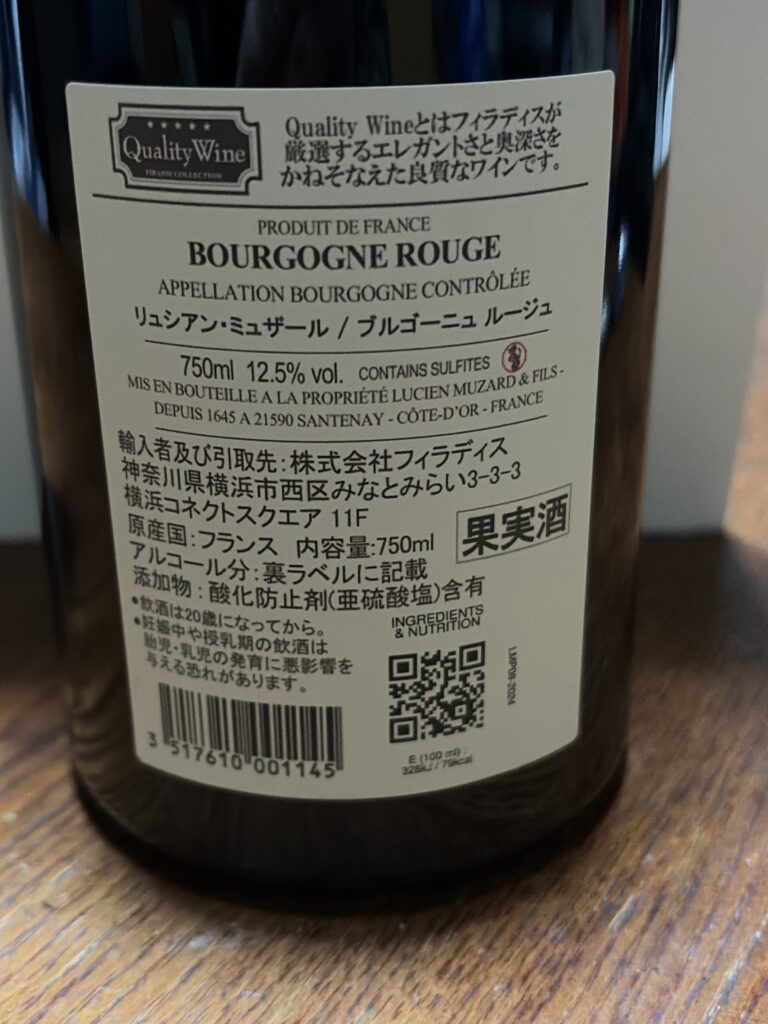 ★★★★★
Quality Wine
FIRADIS COLLECTION
Quality Wineとはフィラディスが
厳選するエレガントさと奥深さを
かねそなえた良質なワインです。
PRODUIT DE FRANCE
BOURGOGNE ROUGE
APPELLATION BOURGOGNE CONTRÔLÉE
リュシアン・ミュザール / ブルゴーニュ ルージュ
750ml 12.5% vol. CONTAINS SULFITES
MIS EN BOUTEILLE A LA PROPRIÉTÉ LUCIEN MUZARD & FILS -
DEPUIS 1645 A 21590 SANTENAY - CÔTE-D'OR - FRANCE
輸入者及び引取先：株式会社フィラディス
神奈川県横浜市西区みなとみらい3-3-3
横浜コネクトスクエア 11F
原産国：フランス 内容量:750ml
果実酒
アルコール分：裏ラベルに記載
添加物：酸化防止剤(亜硫酸塩)含有
•飲酒は20歳になってから。
•妊娠中や授乳期の飲酒は
胎児・乳児の発育に悪影響を
与える恐れがあります。
INGREDIENTS
& NUTRITION
LMP08-2024
3 517610 001145
E (100 ml) :
328kJ / 79kcal